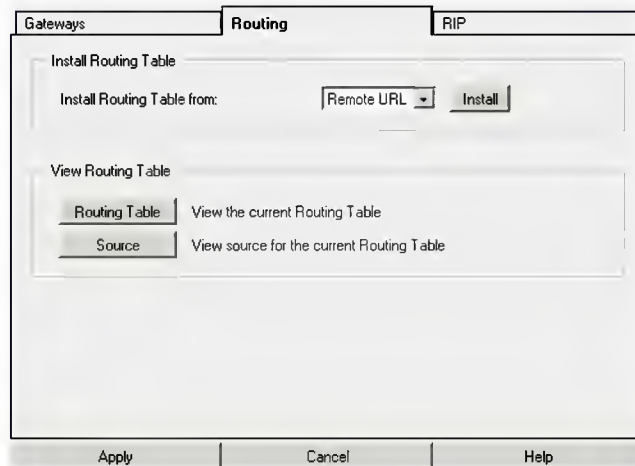 Gateways Routing RIP
Install Routing Table
Install Routing Table from: Remote URL Install
View Routing Table
Routing Table View the current Routing Table
Source View source for the current Routing Table
Apply Cancel Help